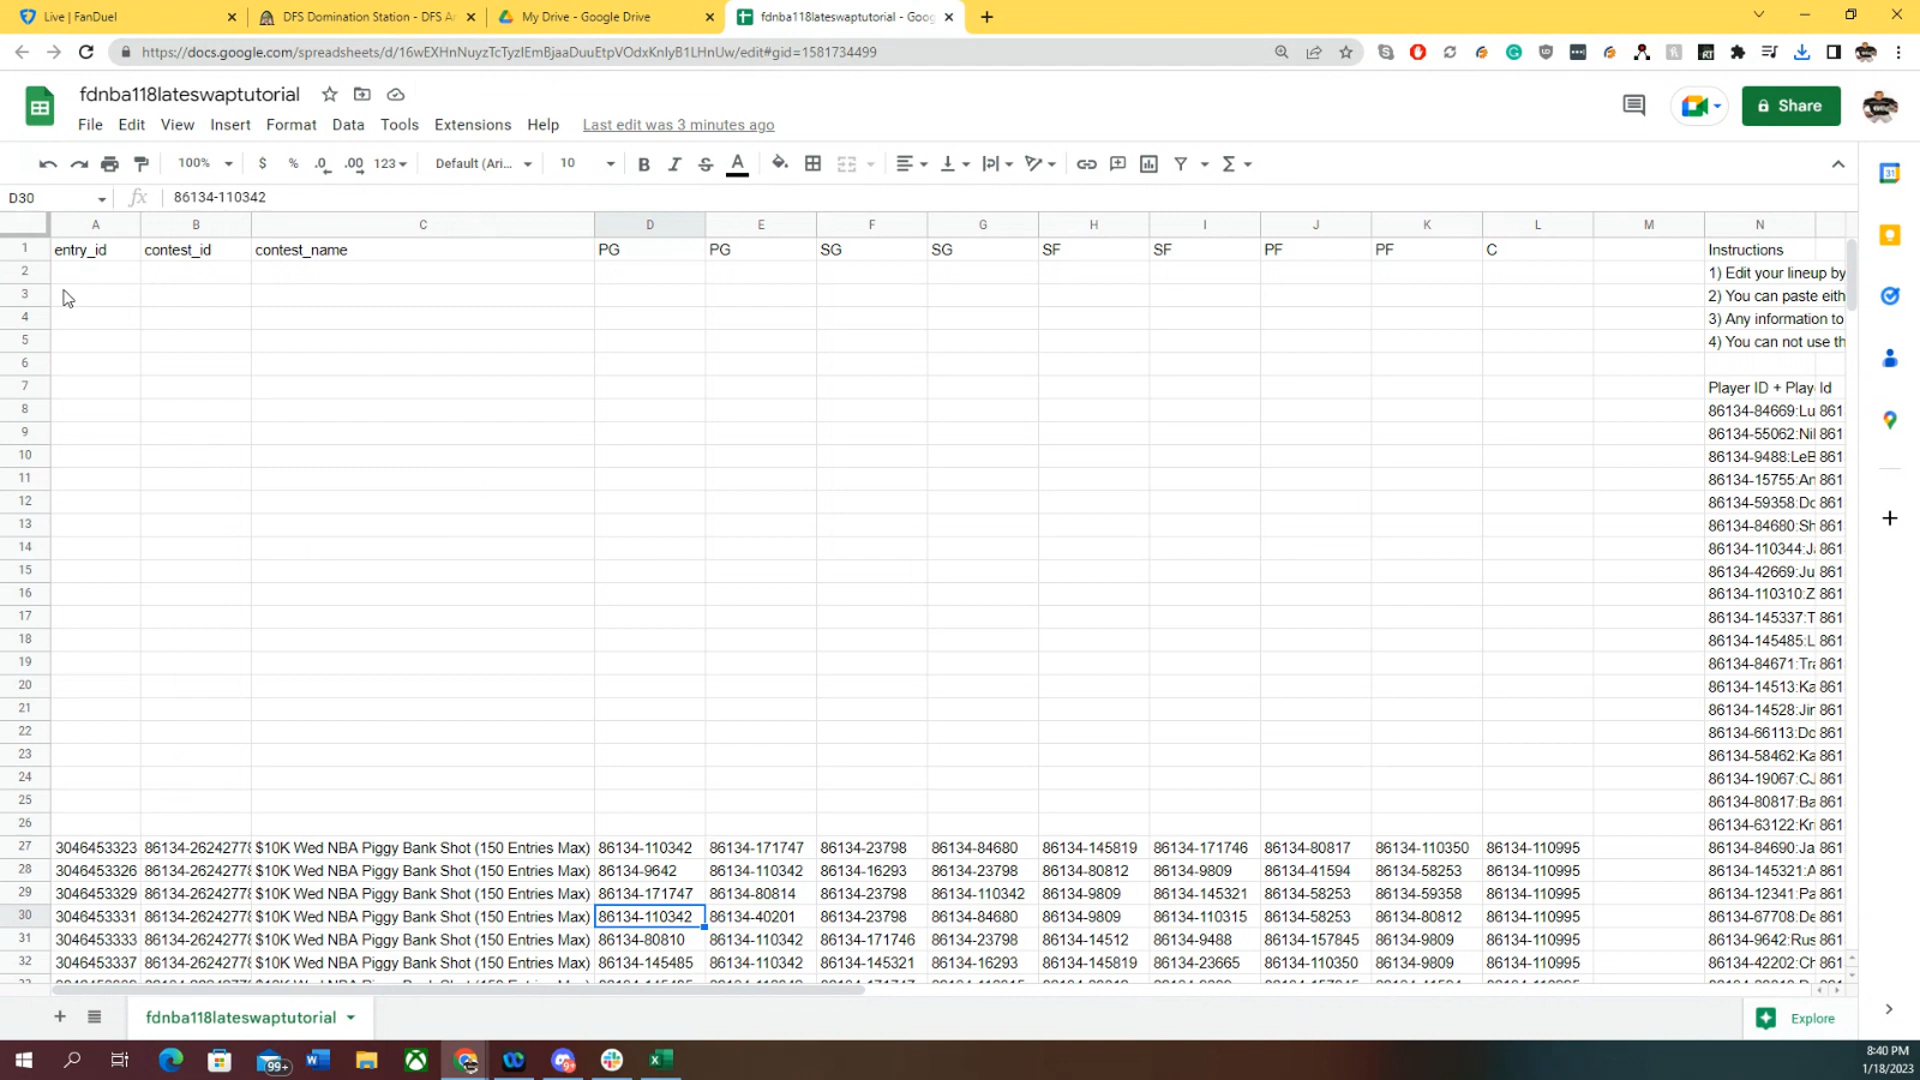 Live | FanDuel
DFS Domination Station - DFS Ar
My Drive - Google Drive
fdnba118lateswaptutorial - Goog
https://docs.google.com/spreadsheets/d/16wEXHnNuyzTcTyzIEmBjaaDuuEtpVOdxKnlyB1LHnUw/edit#gid=1581734499
fdnba118lateswaptutorial
File Edit View Insert Format Data Tools Extensions Help Last edit was 3 minutes ago
Share
100% $ % .0 .00 123 Default (Ari... 10 B I S A
D30 fx 86134-110342
A B C D E F G H I J K L M N
1 entry_id contest_id contest_name PG PG SG SG SF SF PF PF C Instructions
2 1) Edit your lineup by
3 2) You can paste eith
4 3) Any information to
5 4) You can not use th
6
7 Player ID + Play Id
8 86134-84669:Lu 861
9 86134-55062:Nil 861
10 86134-9488:LeB 861
11 86134-15755:An 861
12 86134-59358:Dc 861
13 86134-84680:Sh 861
14 86134-110344:Ja 861
15 86134-42669:Ju 861
16 86134-110310:Z 861
17 86134-145337:T 861
18 86134-145485:L 861
19 86134-84671:Tra 861
20 86134-14513:Ka 861
21 86134-14528:Jir 861
22 86134-66113:Dc 861
23 86134-58462:Ka 861
24 86134-19067:CJ 861
25 86134-80817:Ba 861
26 86134-63122:Kri 861
27 3046453323 86134-26242778 $10K Wed NBA Piggy Bank Shot (150 Entries Max) 86134-110342 86134-171747 86134-23798 86134-84680 86134-145819 86134-171746 86134-80817 86134-110350 86134-110995 86134-84690:Ja 861
28 3046453326 86134-26242778 $10K Wed NBA Piggy Bank Shot (150 Entries Max) 86134-9642 86134-110342 86134-16293 86134-23798 86134-80812 86134-9809 86134-41594 86134-58253 86134-110995 86134-145321:A 861
29 3046453329 86134-26242778 $10K Wed NBA Piggy Bank Shot (150 Entries Max) 86134-171747 86134-80814 86134-23798 86134-110342 86134-9809 86134-145321 86134-58253 86134-59358 86134-110995 86134-12341:Pa 861
30 3046453331 86134-26242778 $10K Wed NBA Piggy Bank Shot (150 Entries Max) 86134-110342 86134-40201 86134-23798 86134-84680 86134-9809 86134-110315 86134-58253 86134-80812 86134-110995 86134-67708:De 861
31 3046453333 86134-26242778 $10K Wed NBA Piggy Bank Shot (150 Entries Max) 86134-80810 86134-110342 86134-171746 86134-23798 86134-14512 86134-9488 86134-157845 86134-9809 86134-110995 86134-9642:Rus 861
32 3046453337 86134-26242778 $10K Wed NBA Piggy Bank Shot (150 Entries Max) 86134-145485 86134-110342 86134-145321 86134-16293 86134-145819 86134-23665 86134-110350 86134-9809 86134-110995 86134-42202:Ch 861
fdnba118lateswaptutorial
Explore
99+
8:40 PM
1/18/2023